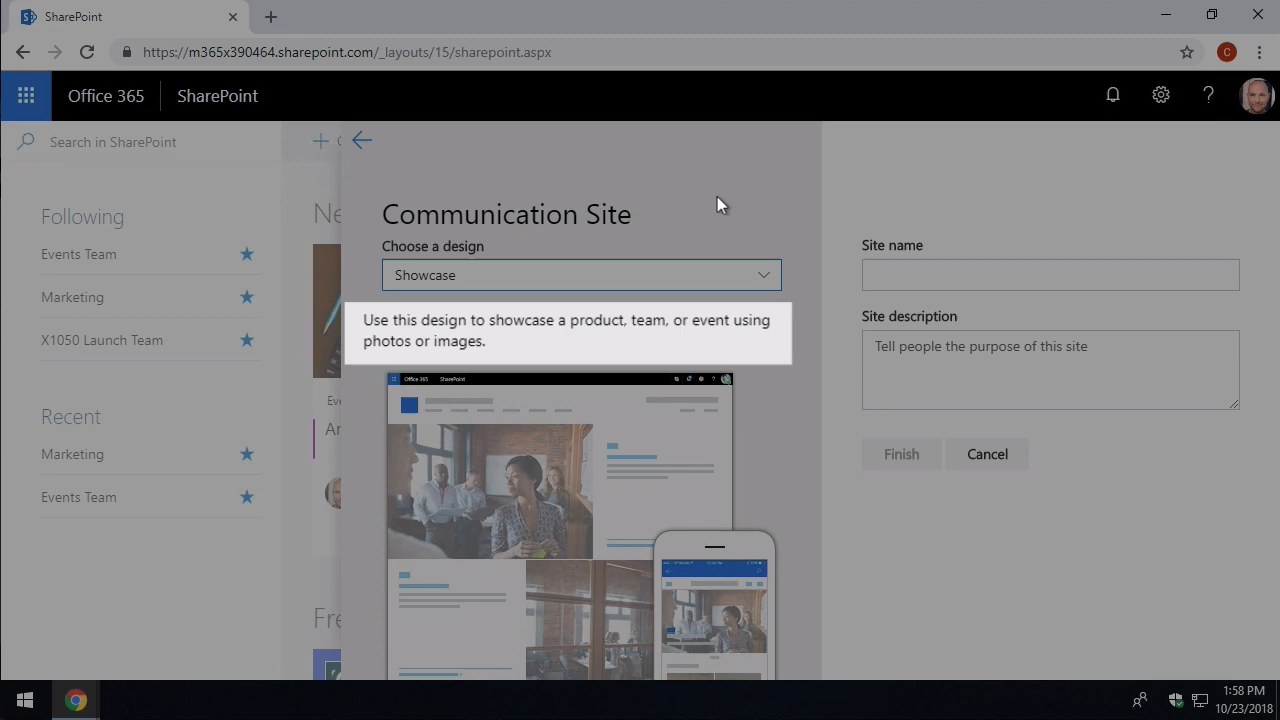 SharePoint
https://m365x390464.sharepoint.com/_layouts/15/sharepoint.aspx
C
Office 365
SharePoint
?
Search in SharePoint
Following
Events Team
Marketing
X1050 Launch Team
Recent
Marketing
Events Team
Communication Site
Choose a design
Showcase
Use this design to showcase a product, team, or event using
photos or images.
Office 365 SharePoint
Site name
Site description
Tell people the purpose of this site
Finish
Cancel
1:58 PM
10/23/2018